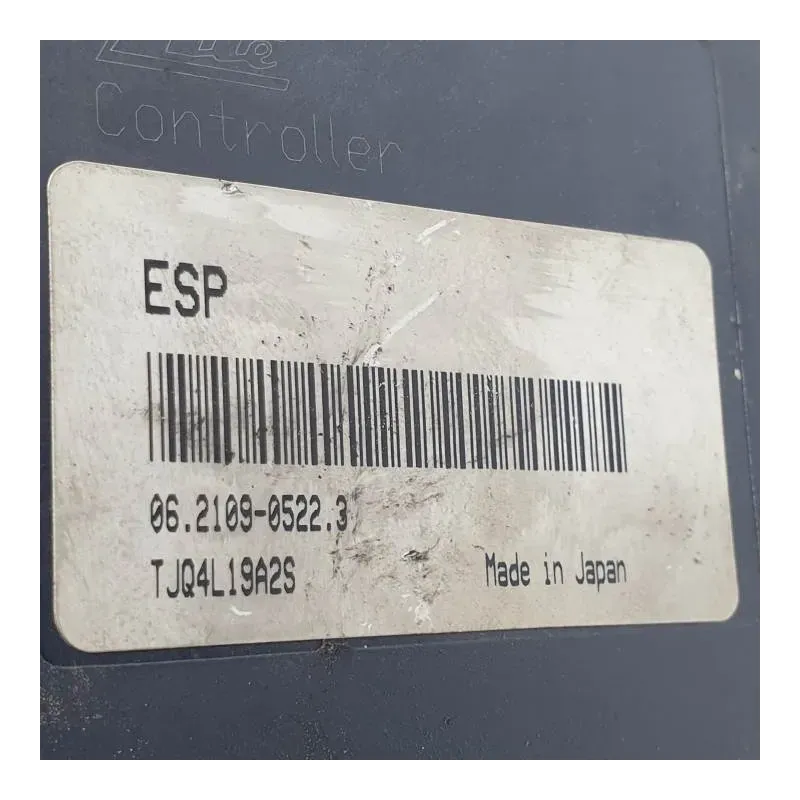 Controller
ESP
06.2109-0522.3
TJQ4L19A2S
Made in Japan